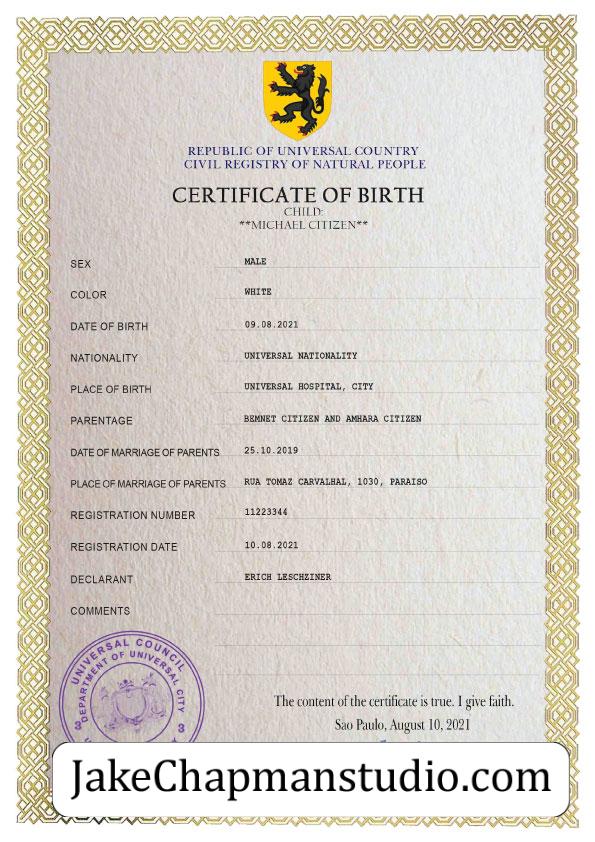 REPUBLIC OF UNIVERSAL COUNTRY
CIVIL REGISTRY OF NATURAL PEOPLE
CERTIFICATE OF BIRTH
CHILD:
**MICHAEL CITIZEN**
SEX MALE
COLOR WHITE
DATE OF BIRTH 09.08.2021
NATIONALITY UNIVERSAL NATIONALITY
PLACE OF BIRTH UNIVERSAL HOSPITAL, CITY
PARENTAGE BEMNET CITIZEN AND AMHARA CITIZEN
DATE OF MARRIAGE OF PARENTS 25.10.2019
PLACE OF MARRIAGE OF PARENTS RUA TOMAZ CARVALHAL, 1030, PARAISO
REGISTRATION NUMBER 11223344
REGISTRATION DATE 10.08.2021
DECLARANT ERICH LESCHZINER
COMMENTS
UNIVERSAL COUNCIL
DEPARTMENT OF UNIVERSAL CITY
3 3
The content of the certificate is true. I give faith.
Sao Paulo, August 10, 2021
JakeChapmanstudio.com